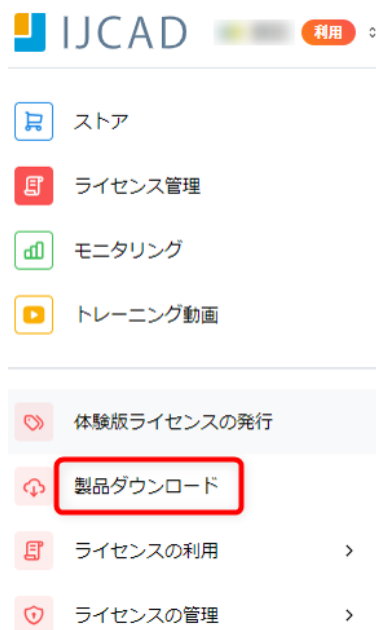 IJCAD 利用
ストア
ライセンス管理
モニタリング
トレーニング動画
体験版ライセンスの発行
製品ダウンロード
ライセンスの利用
ライセンスの管理